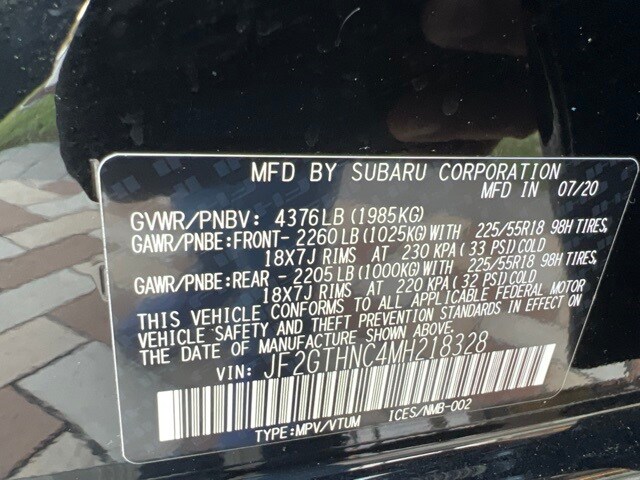 MFD BY SUBARU CORPORATION
MFD IN 07/20
GVWR/PNBV: 4376LB (1985KG)
GAWR/PNBE:FRONT- 2260 LB (1025KG) WITH 225/55R18 98H TIRES,
18X7J RIMS AT 230 KPA (33 PSI) COLD
GAWR/PNBE:REAR - 2205 LB (1000KG) WITH 225/55R18 98H TIRES,
18X7J RIMS AT 220 KPA (32 PSI) COLD
THIS VEHICLE CONFORMS TO ALL APPLICABLE FEDERAL MOTOR
VEHICLE SAFETY AND THEFT PREVENTION STANDARDS IN EFFECT ON
THE DATE OF MANUFACTURE SHOWN ABOVE.
VIN: JF2GTHNC4MH218328
TYPE:MPV/VTUM ICES/NMB-002